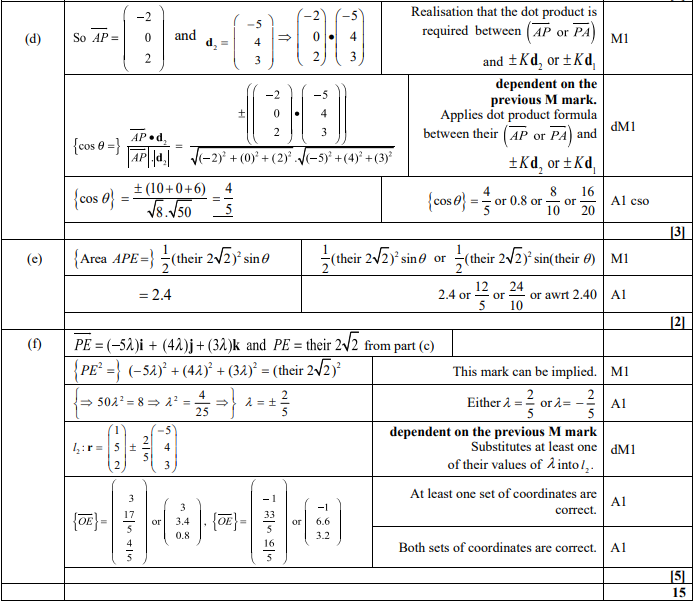 (d)
So AP⃗ = (−2 0 2) and d₂ = (−5 4 3) ⇒ (−2 0 2) • (−5 4 3)
Realisation that the dot product is
required between (AP⃗ or PA⃗)
and ±Kd₂ or ±Kd₁
M1
{cos θ =} AP⃗ • d₂ / |AP⃗|.|d₂| = ±((−2 0 2) • (−5 4 3)) / √(−2)² + (0)² + (2)² . √(−5)² + (4)² + (3)²
dependent on the
previous M mark.
Applies dot product formula
between their (AP⃗ or PA⃗) and
±Kd₂ or ±Kd₁
dM1
{cos θ} = ±(10+0+6) / √8.√50 = 4/5
{cos θ} = 4/5 or 0.8 or 8/10 or 16/20
A1 cso
[3]
(e)
{Area APE =} 1/2 (their 2√2)² sin θ
1/2 (their 2√2)² sin θ or 1/2 (their 2√2)² sin(their θ)
M1
= 2.4
2.4 or 12/5 or 24/10 or awrt 2.40
A1
[2]
(f)
PE⃗ = (−5λ)i + (4λ)j + (3λ)k and PE = their 2√2 from part (c)
{PE² =} (−5λ)² + (4λ)² + (3λ)² = (their 2√2)²
This mark can be implied.
M1
{⇒ 50λ² = 8 ⇒ λ² = 4/25 ⇒} λ = ± 2/5
Either λ = 2/5 or λ = − 2/5
A1
l₂ : r = (1 5 2) ± 2/5 (−5 4 3)
dependent on the previous M mark
Substitutes at least one
of their values of λ into l₂.
dM1
{OE⃗} = (3 17/5 4/5) or (3 3.4 0.8), {OE⃗} = (−1 33/5 16/5) or (−1 6.6 3.2)
At least one set of coordinates are
correct.
A1
Both sets of coordinates are correct.
A1
[5]
15